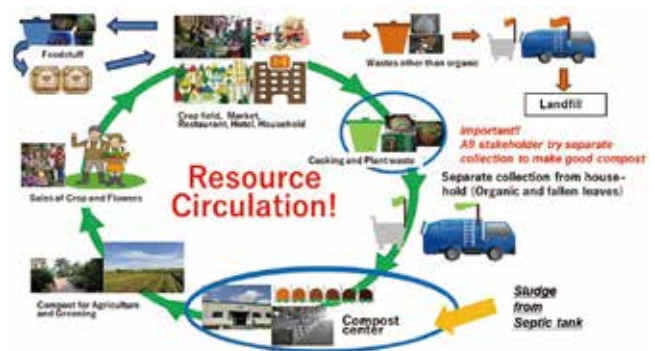 Foodstuff
Crop field, Market,
Restaurant, Hotel, Household
Wastes other than organic
Landfill
Important!!
All stakeholder try separate
collection to make good compost
Cooking and Plant waste
Separate collection from house-
hold (Organic and fallen leaves)
Resource
Circulation!
Sales of Crop and Flowers
Compost for Agriculture
and Greening
Compost
center
Sludge
from
Septic tank